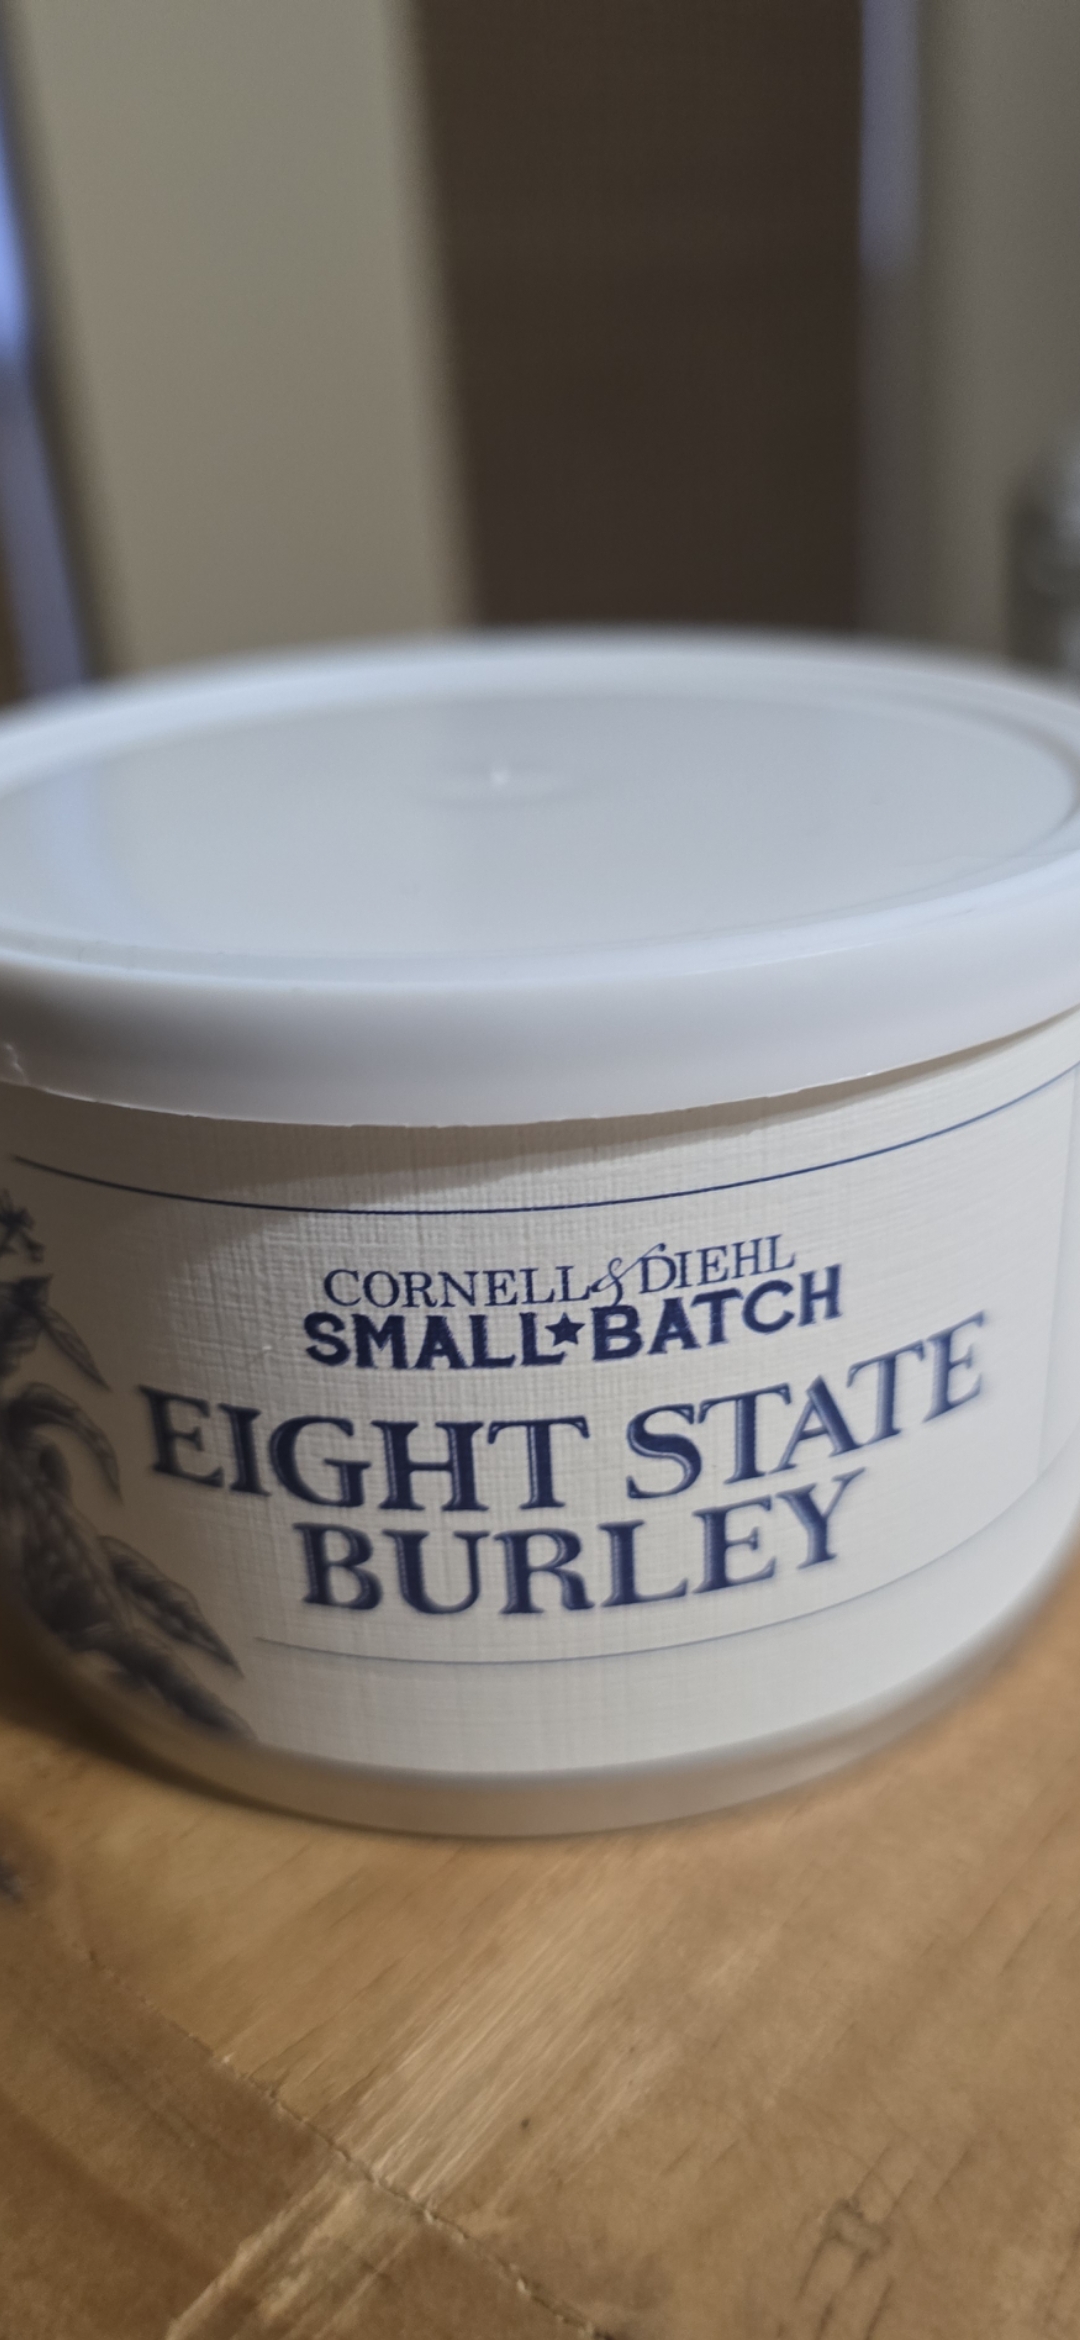 CORNELL & DIEHL
SMALL★BATCH
EIGHT STATE
BURLEY